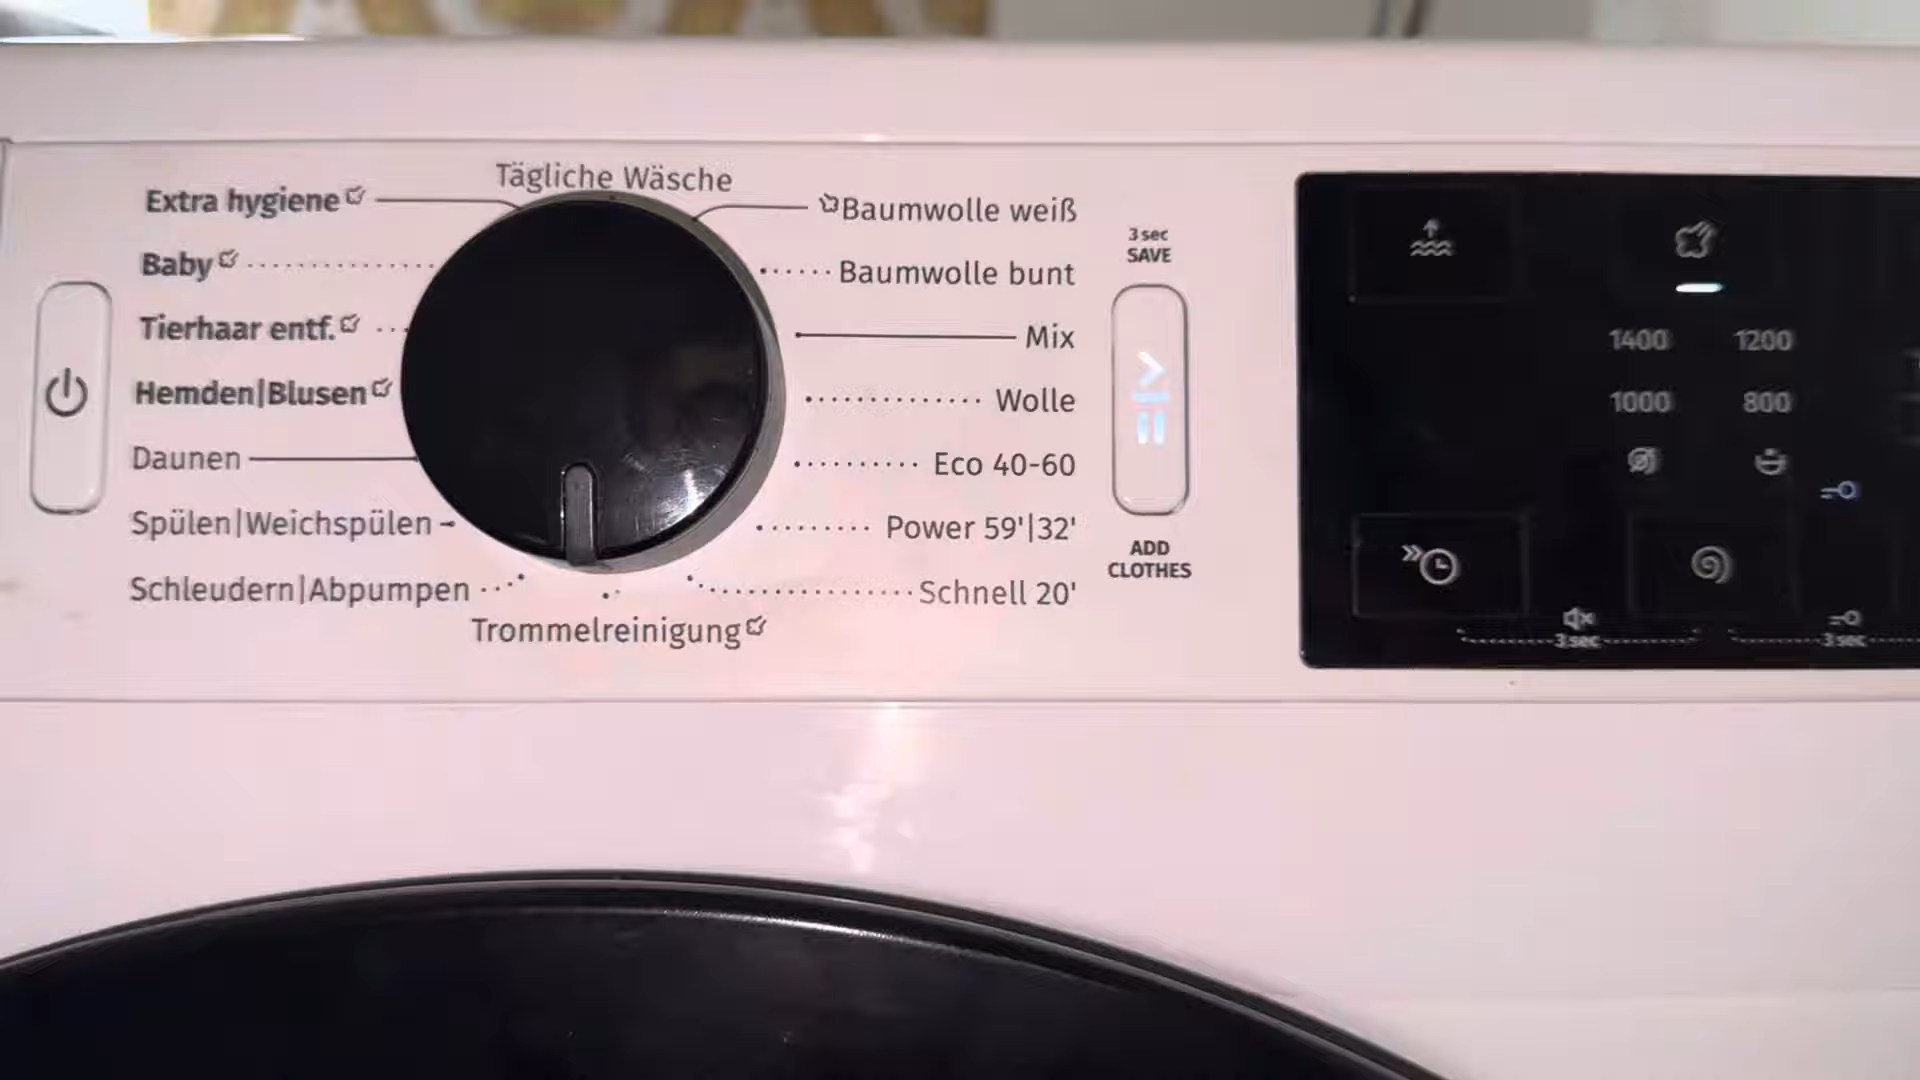 Tägliche Wäsche
Extra hygiene
Baby
Tierhaar entf.
Hemden|Blusen
Daunen
Spülen|Weichspülen
Schleudern|Abpumpen
Trommelreinigung
Baumwolle weiß
Baumwolle bunt
Mix
Wolle
Eco 40-60
Power 59'|32'
Schnell 20'
3 sec
SAVE
ADD
CLOTHES
1400 1200
1000 800
3 sec 3 sec